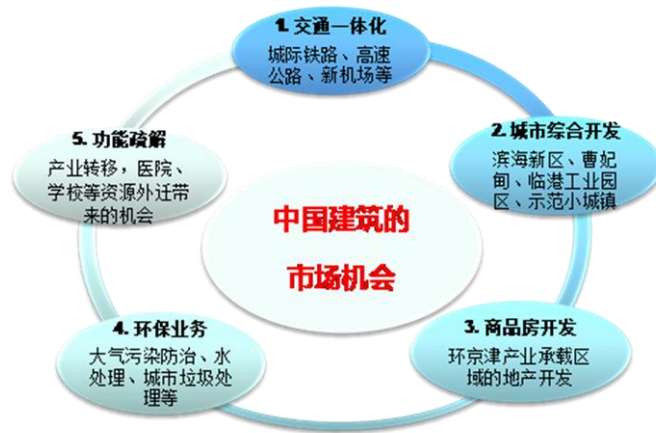 1. 交通一体化
城际铁路、高速
公路、新机场等
2. 城市综合开发
滨海新区、曹妃
甸、临港工业园
区、示范小城镇
3. 商品房开发
环京津产业承载区
域的地产开发
4. 环保业务
大气污染防治、水
处理、城市垃圾处
理等
5. 功能疏解
产业转移，医院、
学校等资源外迁带
来的机会
中国建筑的
市场机会